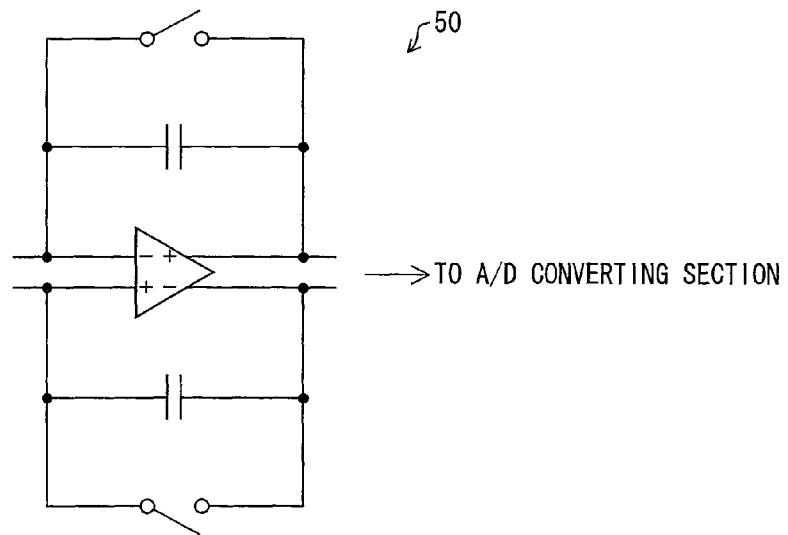 50
− +
+ −
TO A/D CONVERTING SECTION